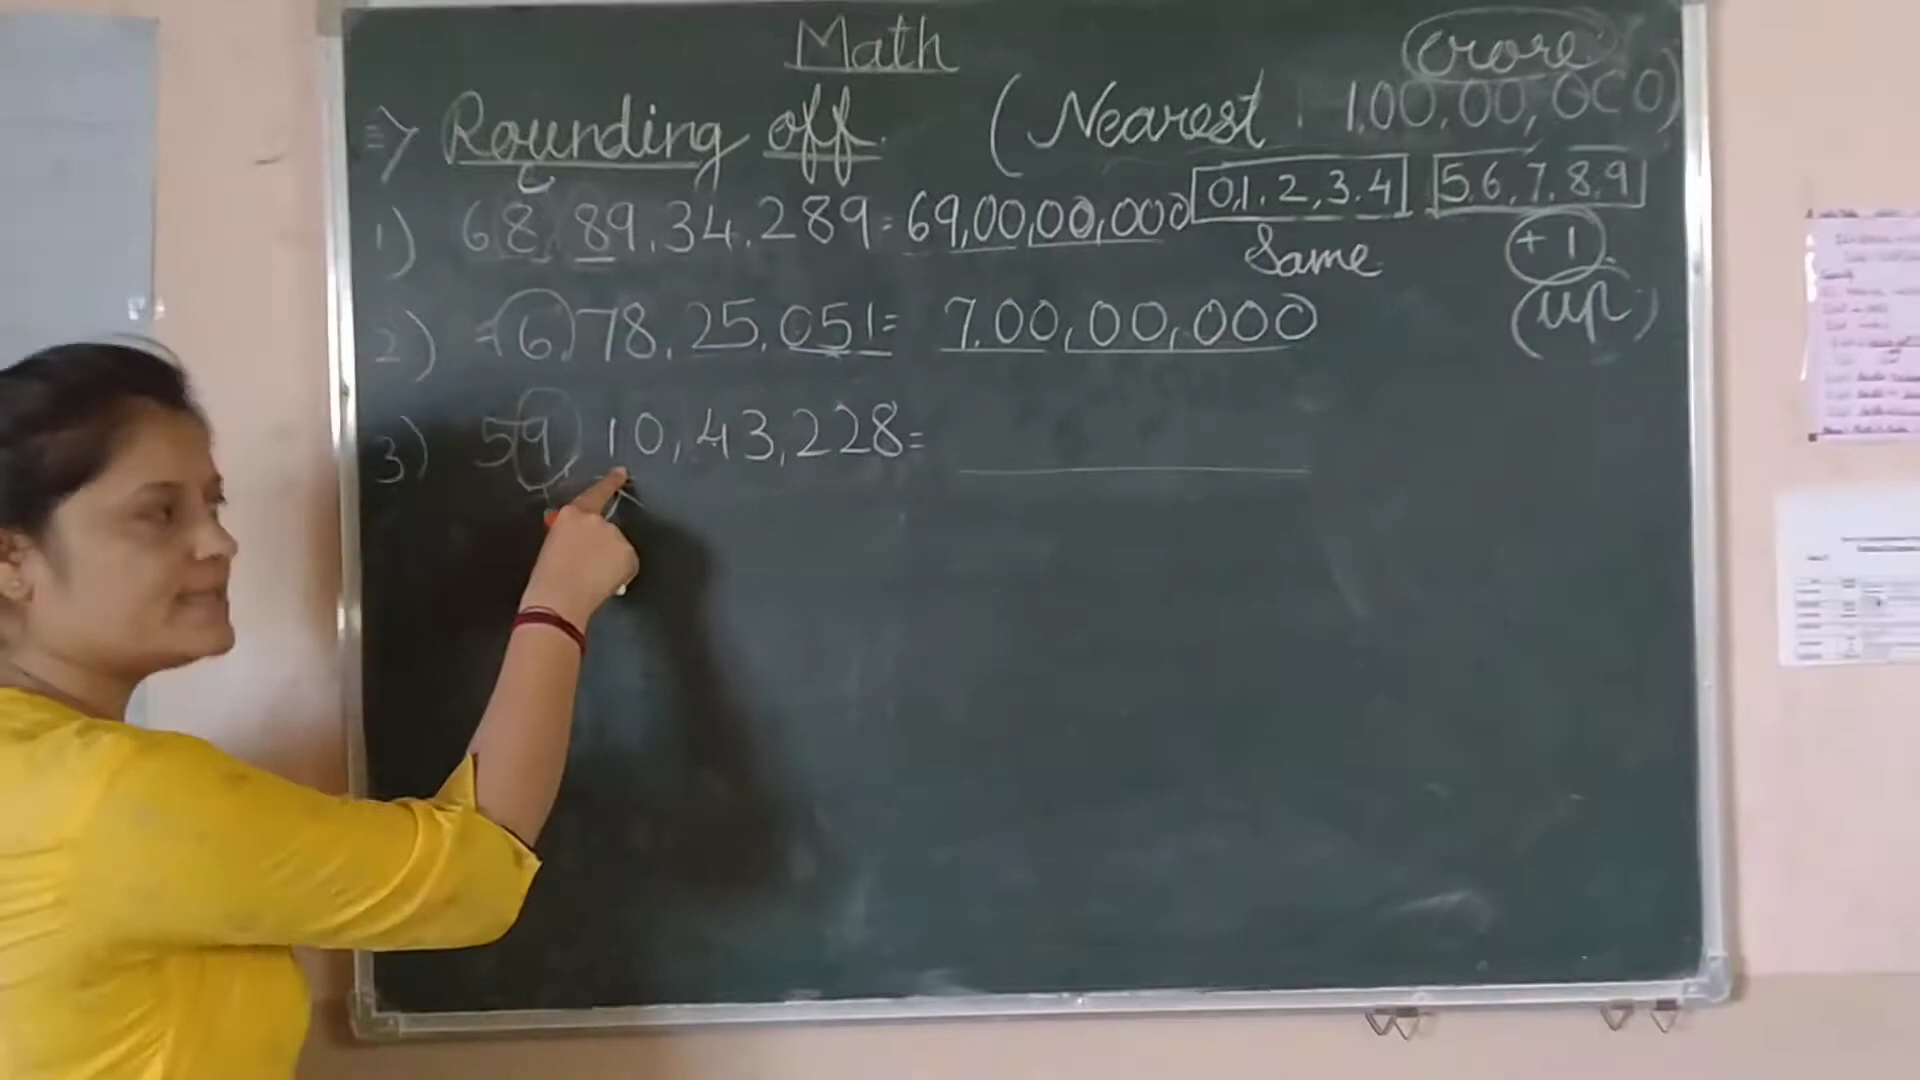 Math
crore
=> Rounding off. (Nearest 1,00,00,000)
0,1,2,3,4 5,6,7,8,9
1) 68,89,34,289=69,00,00,000
Same +1
2) 6,78,25,051= 7,00,00,000
(up)
3) 59,10,43,228=